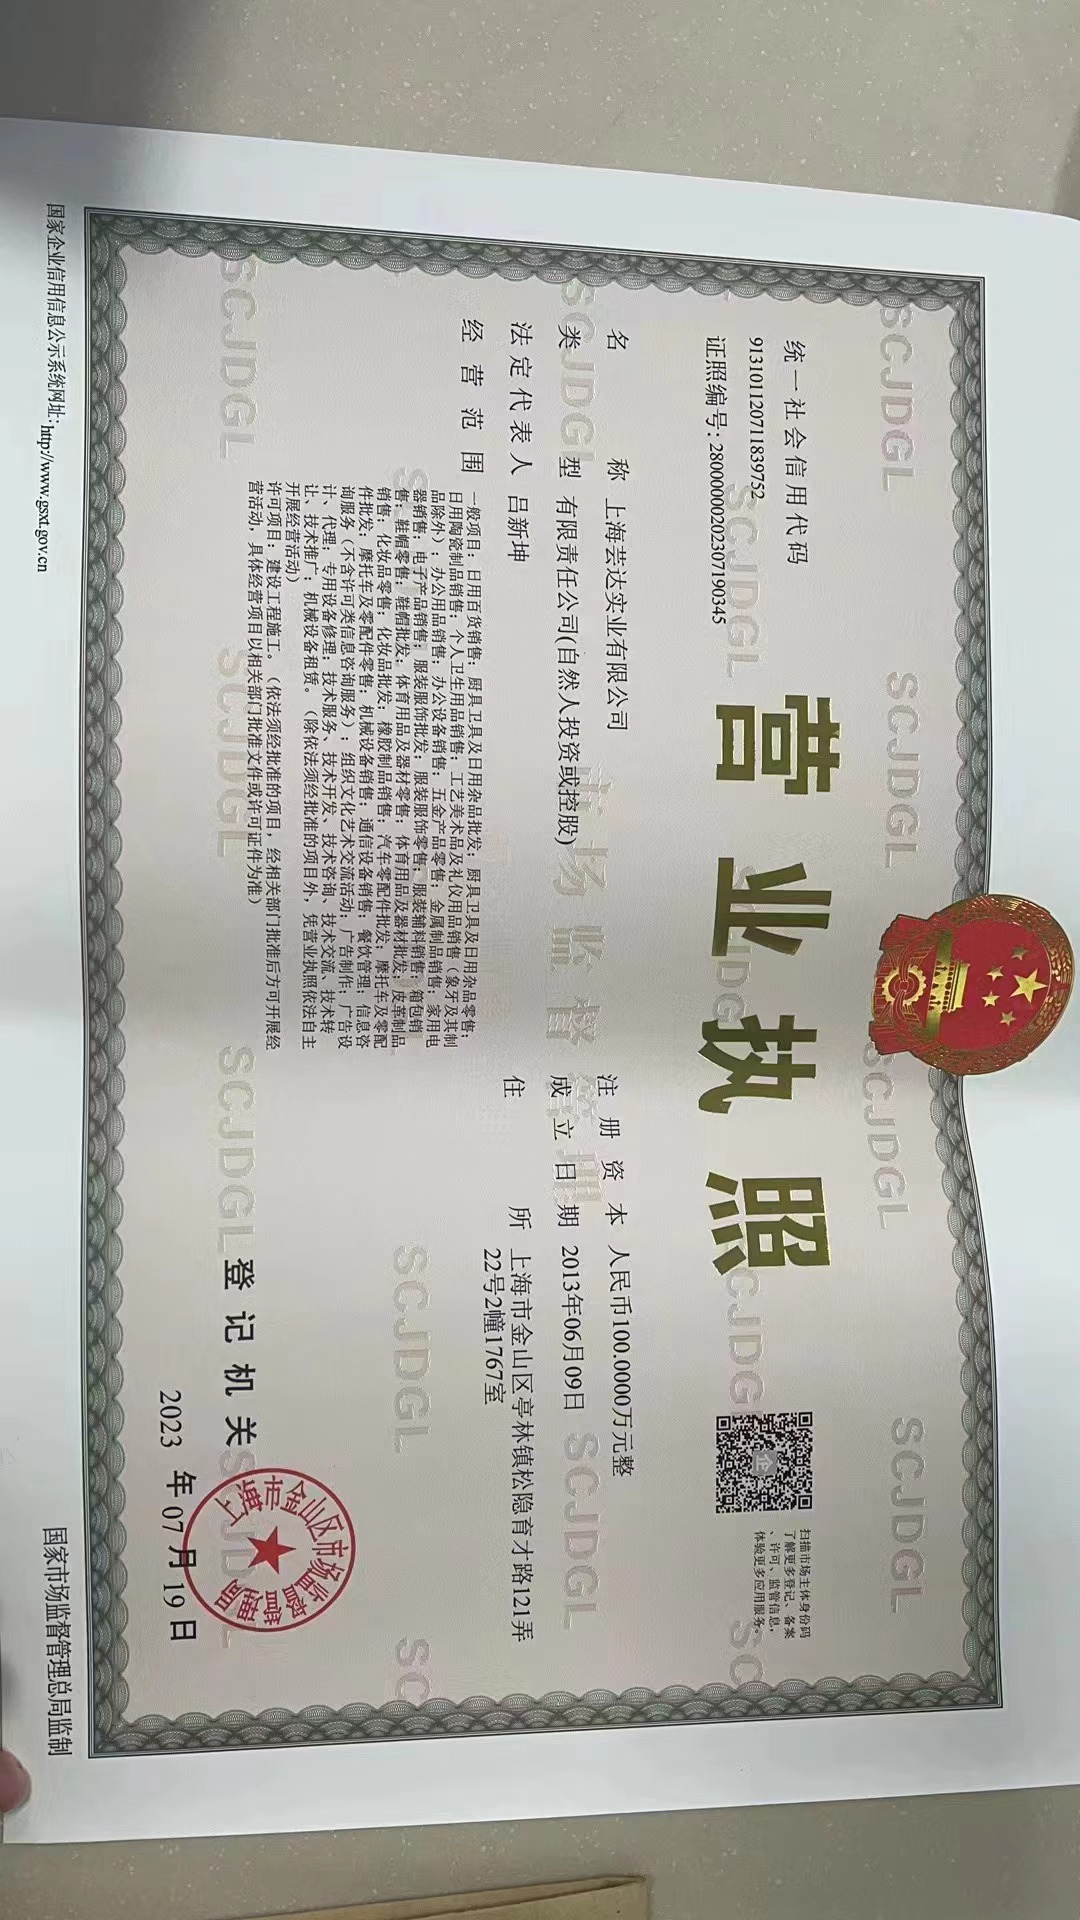 营业执照
统一社会信用代码
913101120711839752
证照编号：28000000202307190345
扫描市场主体身份码
了解更多登记、备案
、许可、监管信息，
体验更多应用服务。
名称 上海芸达实业有限公司
类型 有限责任公司(自然人投资或控股)
法定代表人 吕新坤
经营范围 一般项目：日用百货销售；厨具卫具及日用杂品批发；厨具卫具及日用杂品零售；
日用陶瓷制品销售；个人卫生用品销售；工艺美术品及礼仪用品销售（象牙及其制
品除外）；办公用品销售；办公设备销售；五金产品零售；金属制品销售；家用电
器销售；电子产品销售；服装服饰批发；服装服饰零售；服装辅料销售；箱包销
售；鞋帽零售；鞋帽批发；体育用品及器材零售；体育用品及器材批发；皮革制品
销售；化妆品零售；化妆品批发；橡胶制品销售；汽车零配件批发；摩托车及零配
件批发；摩托车及零配件零售；机械设备销售；通信设备销售；餐饮管理；信息咨
询服务（不含许可类信息咨询服务）；组织文化艺术交流活动；广告制作；广告设
计、代理；专用设备修理；技术服务、技术开发、技术咨询、技术交流、技术转
让、技术推广；机械设备租赁。（除依法须经批准的项目外，凭营业执照依法自主
开展经营活动）
许可项目：建设工程施工。（依法须经批准的项目，经相关部门批准后方可开展经
营活动，具体经营项目以相关部门批准文件或许可证件为准）
注册资本 人民币100.0000万元整
成立日期 2013年06月09日
住所 上海市金山区亭林镇松隐育才路121弄
22号2幢1767室
登记机关
上海市金山区市场监督管理局
2023年07月19日
国家企业信用信息公示系统网址：http://www.gsxt.gov.cn
国家市场监督管理总局监制